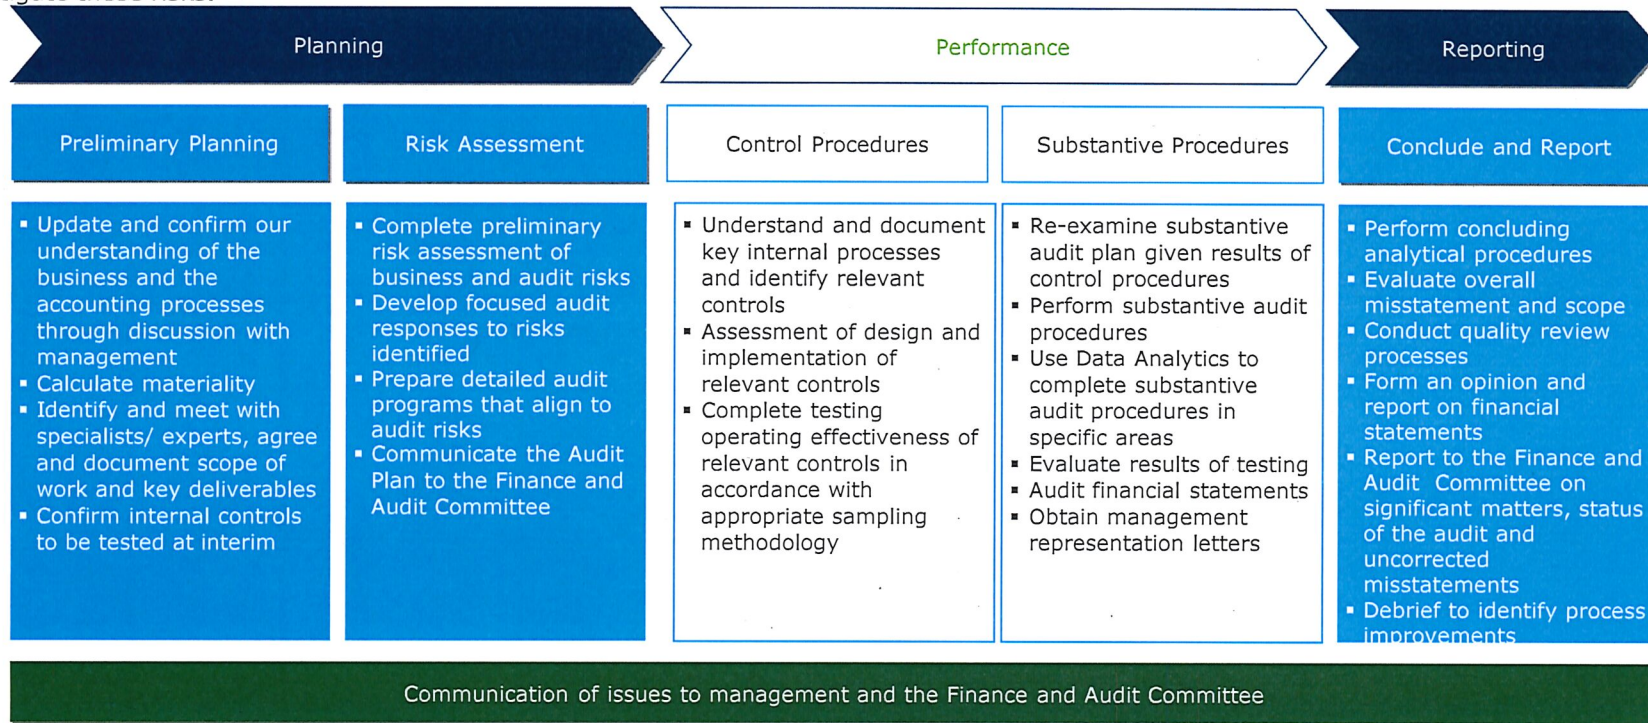 Planning
Performance
Reporting
Preliminary Planning
Risk Assessment
Control Procedures
Substantive Procedures
Conclude and Report
▪ Update and confirm our
understanding of the
business and the
accounting processes
through discussion with
management
▪ Calculate materiality
▪ Identify and meet with
specialists/ experts, agree
and document scope of
work and key deliverables
▪ Confirm internal controls
to be tested at interim
▪ Complete preliminary
risk assessment of
business and audit risks
▪ Develop focused audit
responses to risks
identified
▪ Prepare detailed audit
programs that align to
audit risks
▪ Communicate the Audit
Plan to the Finance and
Audit Committee
▪ Understand and document
key internal processes
and identify relevant
controls
▪ Assessment of design and
implementation of
relevant controls
▪ Complete testing
operating effectiveness of
relevant controls in
accordance with
appropriate sampling
methodology
▪ Re-examine substantive
audit plan given results of
control procedures
▪ Perform substantive audit
procedures
▪ Use Data Analytics to
complete substantive
audit procedures in
specific areas
▪ Evaluate results of testing
▪ Audit financial statements
▪ Obtain management
representation letters
▪ Perform concluding
analytical procedures
▪ Evaluate overall
misstatement and scope
▪ Conduct quality review
processes
▪ Form an opinion and
report on financial
statements
▪ Report to the Finance and
Audit Committee on
significant matters, status
of the audit and
uncorrected
misstatements
▪ Debrief to identify process
improvements
Communication of issues to management and the Finance and Audit Committee